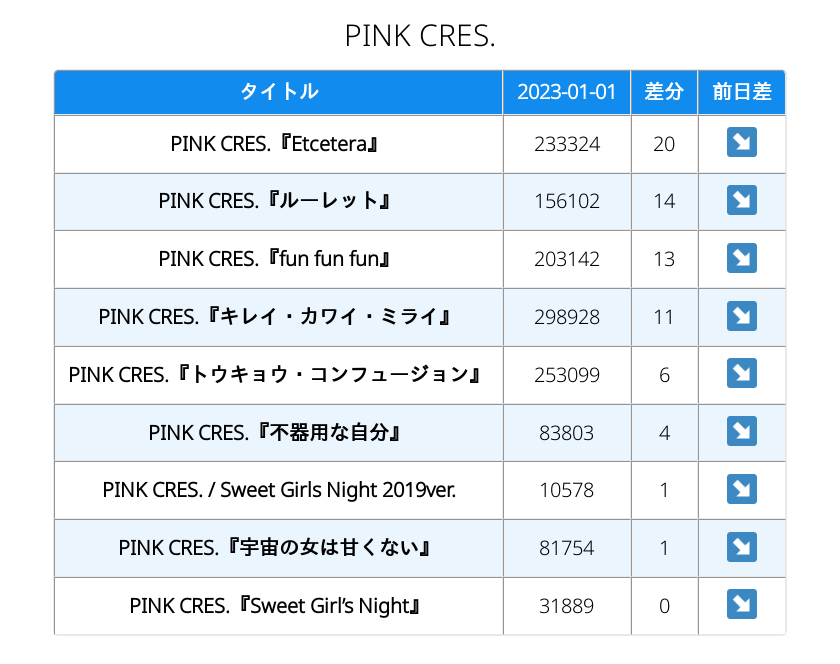 PINK CRES.
タイトル 2023-01-01 差分 前日差
PINK CRES.『Etcetera』 233324 20 ↘
PINK CRES.『ルーレット』 156102 14 ↘
PINK CRES.『fun fun fun』 203142 13 ↘
PINK CRES.『キレイ・カワイ・ミライ』 298928 11 ↘
PINK CRES.『トウキョウ・コンフュージョン』 253099 6 ↘
PINK CRES.『不器用な自分』 83803 4 ↘
PINK CRES. / Sweet Girls Night 2019ver. 10578 1 ↘
PINK CRES.『宇宙の女は甘くない』 81754 1 ↘
PINK CRES.『Sweet Girl’s Night』 31889 0 ↘